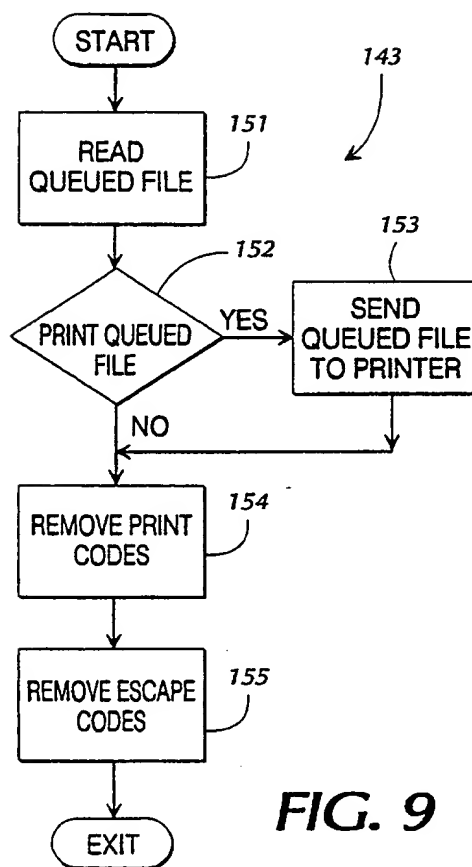 START
143
151
READ
QUEUED FILE
152
153
PRINT QUEUED
FILE
YES
SEND
QUEUED FILE
TO PRINTER
NO
154
REMOVE PRINT
CODES
155
REMOVE ESCAPE
CODES
EXIT
FIG. 9